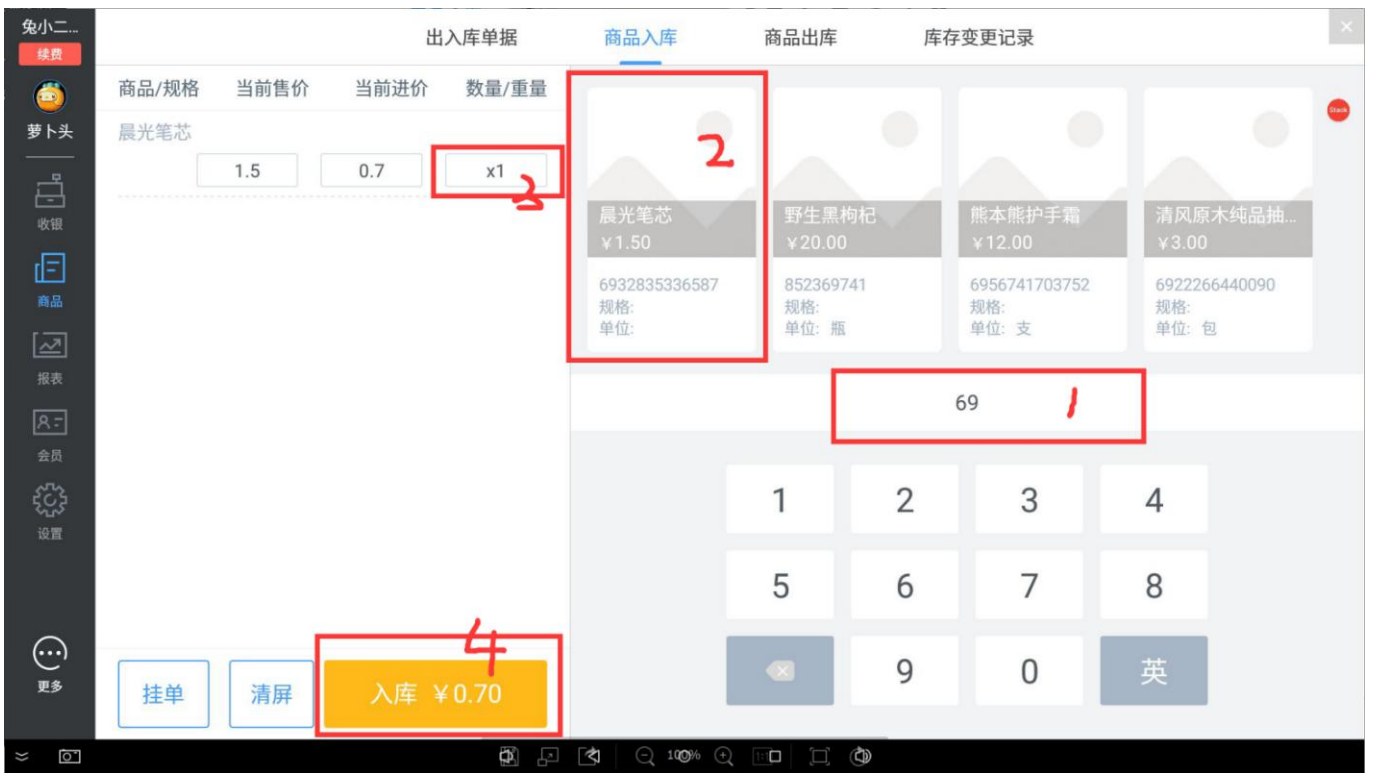 兔小二...
续费
萝卜头
收银
商品
报表
会员
设置
更多
出入库单据 商品入库 商品出库 库存变更记录
商品/规格 当前售价 当前进价 数量/重量
晨光笔芯
1.5 0.7 x1
3
挂单 清屏 入库 ￥0.70
4
2
晨光笔芯
￥1.50
6932835336587
规格:
单位:
野生黑枸杞
￥20.00
852369741
规格:
单位: 瓶
熊本熊护手霜
￥12.00
6956741703752
规格:
单位: 支
清风原木纯品抽...
￥3.00
6922266440090
规格:
单位: 包
69 1
1 2 3 4
5 6 7 8
9 0 英
100%
1:1